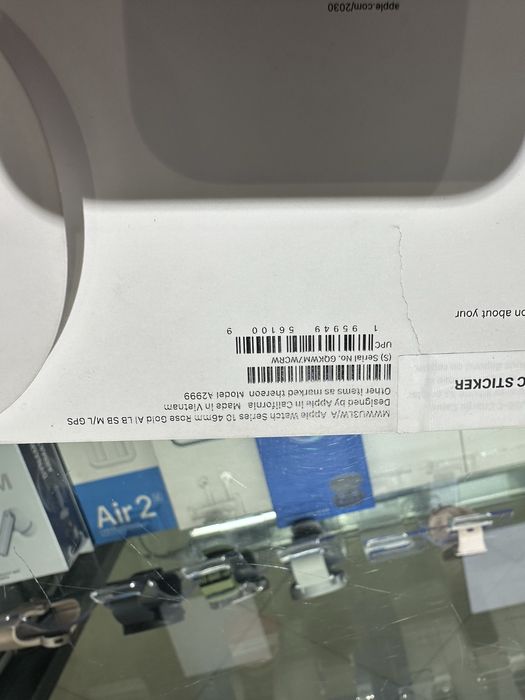 MWWU3LW/A Apple Watch Series 10 46mm Rose Gold Al LB SB M/L GPS
Designed by Apple in California Made in Vietnam
Other items as marked thereon Model A2999
(S) Serial No. GQKWM7WCRW
UPC
1 95949 56100 9
C STICKER
on about your
apple.com/2030
Air 2
M